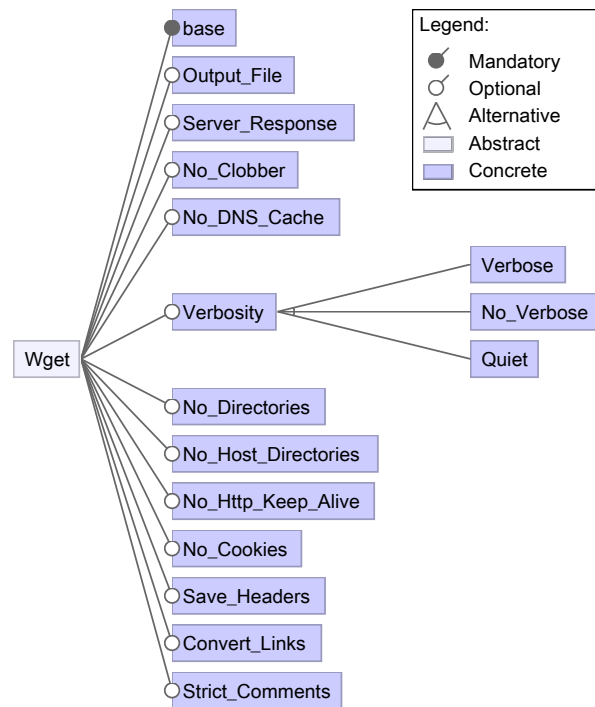 base
Output_File
Server_Response
No_Clobber
No_DNS_Cache
Verbosity
Verbose
No_Verbose
Quiet
Wget
No_Directories
No_Host_Directories
No_Http_Keep_Alive
No_Cookies
Save_Headers
Convert_Links
Strict_Comments
Legend:
Mandatory
Optional
Alternative
Abstract
Concrete